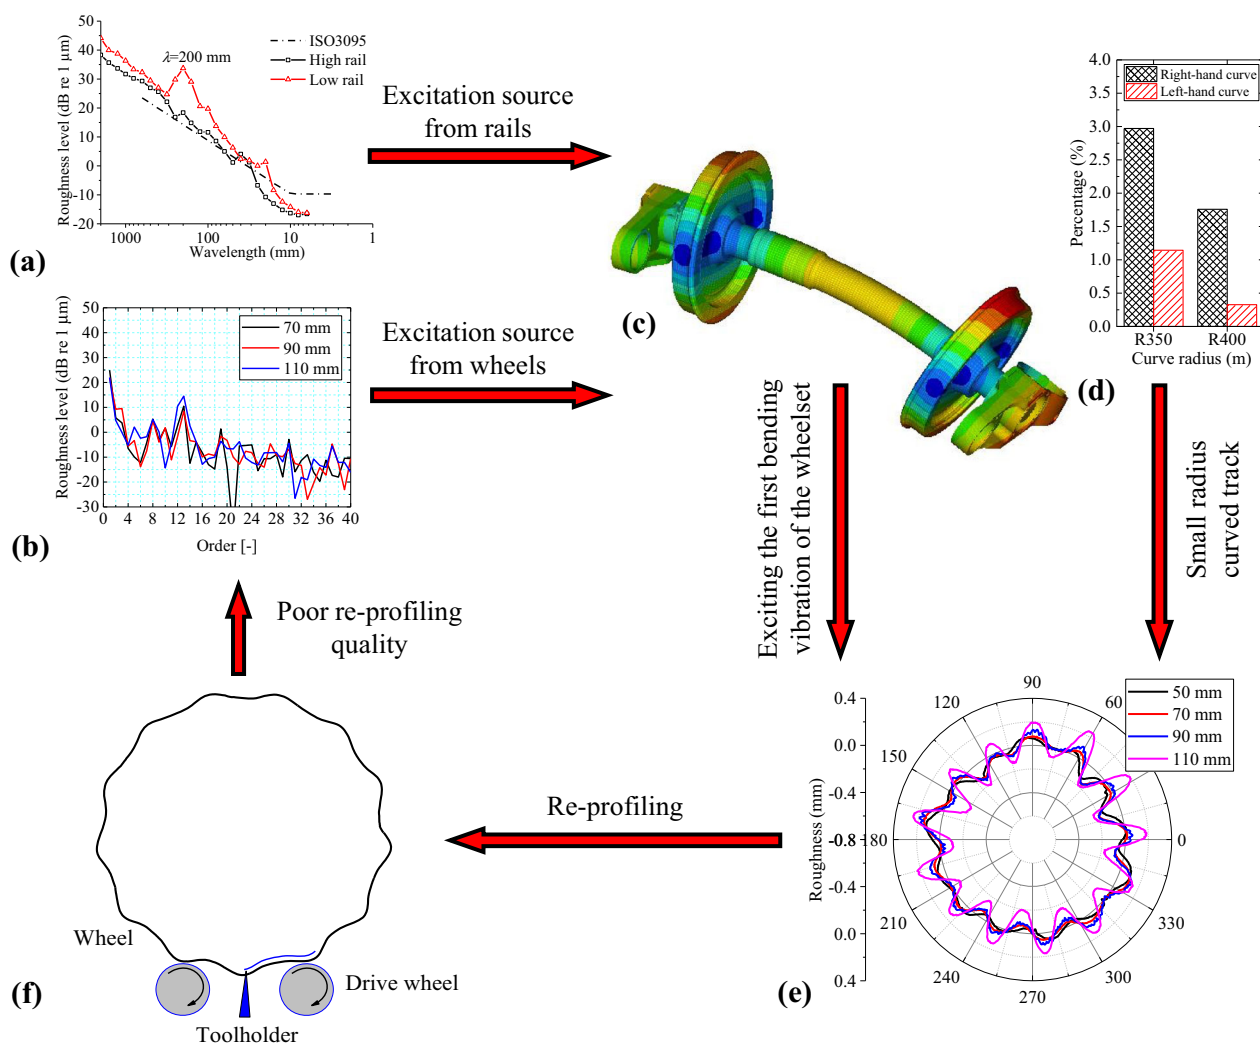 50
40
30
20
10
0
-10
-20
Roughness level (dB re 1 µm)
λ=200 mm
ISO3095
High rail
Low rail
1000
100
10
1
Wavelength (mm)
(a)
Excitation source
from rails
50
40
30
20
10
0
-10
-20
-30
Roughness level (dB re 1 µm)
70 mm
90 mm
110 mm
0
4
8
12
16
20
24
28
32
36
40
Order [-]
(b)
Excitation source
from wheels
(c)
4.0
3.5
3.0
2.5
2.0
1.5
1.0
0.5
0.0
Percentage (%)
Right-hand curve
Left-hand curve
R350
R400
Curve radius (m)
(d)
Exciting the first bending
vibration of the wheelset
Small radius
curved track
Poor re-profiling
quality
Re-profiling
0.4
0.0
-0.4
-0.8
-0.4
0.0
0.4
Roughness (mm)
90
60
120
150
180
0
210
330
240
300
270
50 mm
70 mm
90 mm
110 mm
(e)
Wheel
Drive wheel
Toolholder
(f)